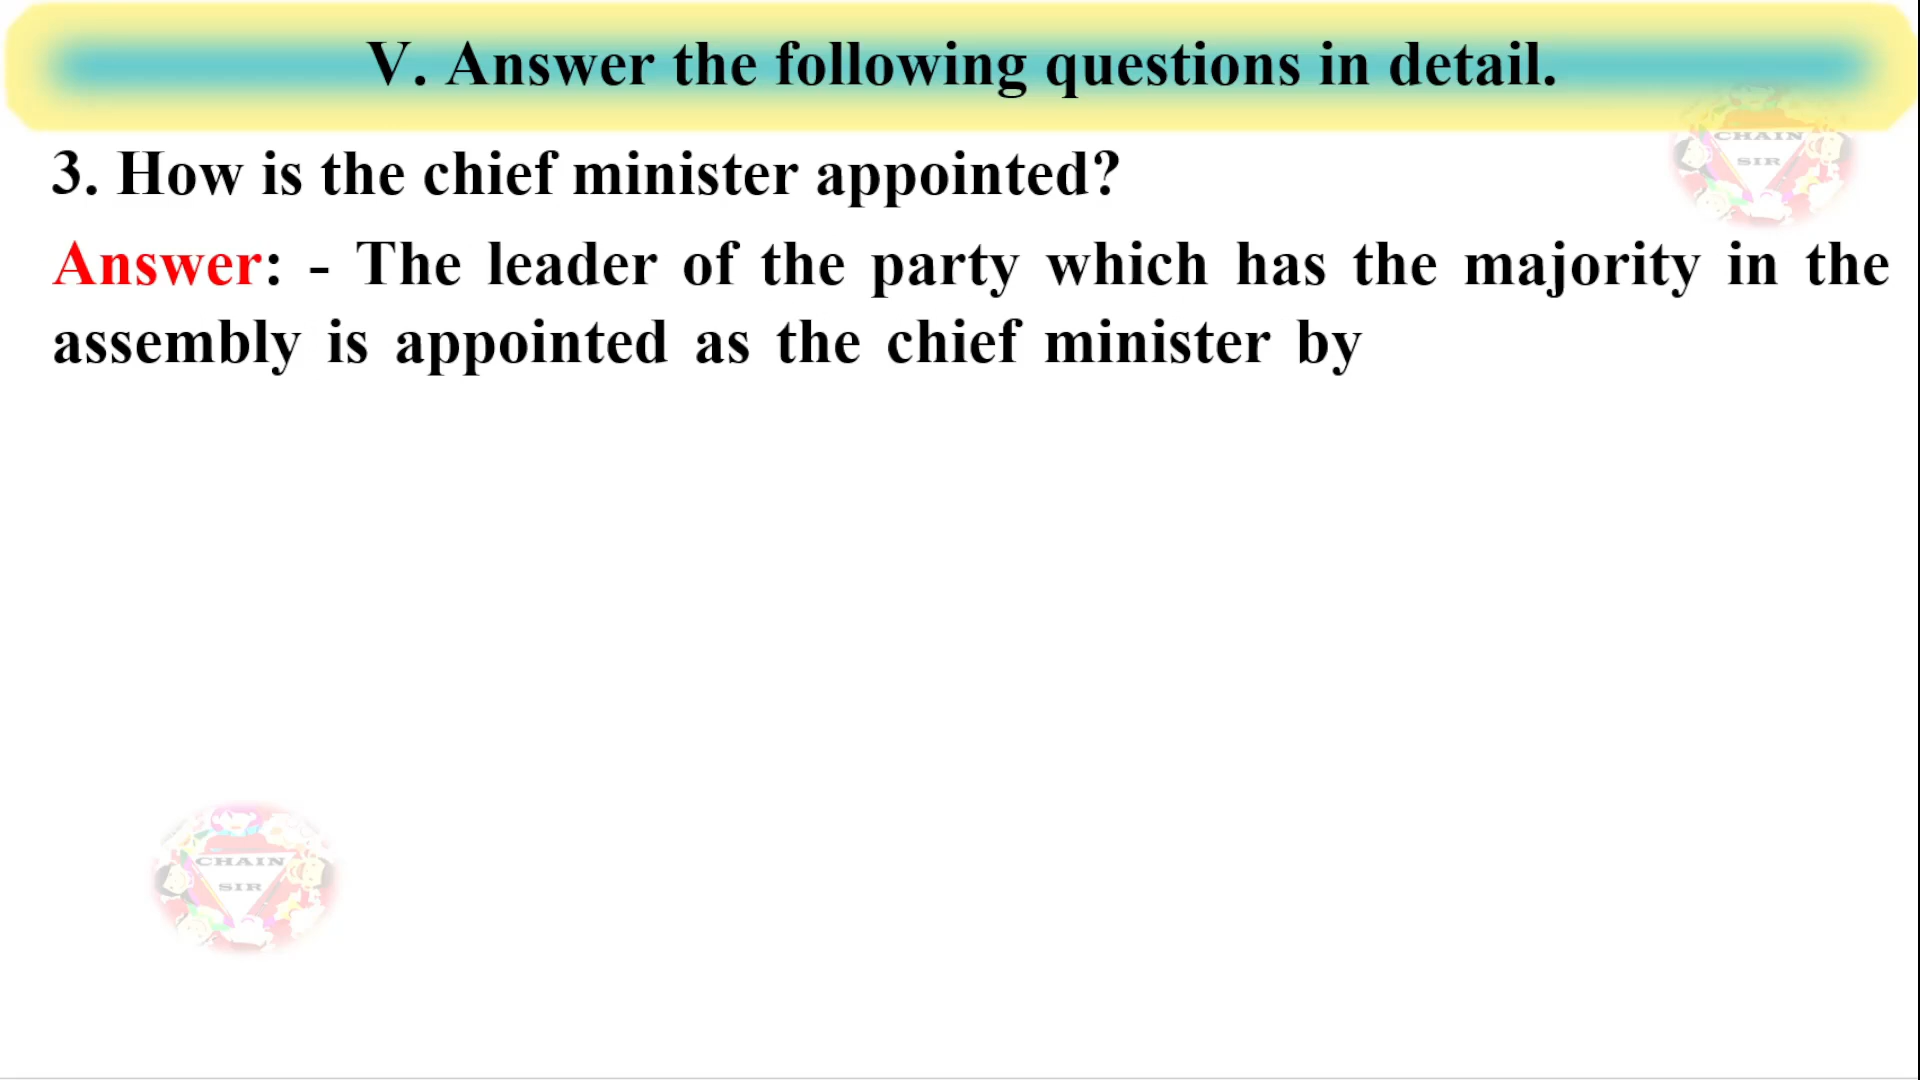 V. Answer the following questions in detail.
CHAIN
SIR
3. How is the chief minister appointed?
Answer: - The leader of the party which has the majority in the
assembly is appointed as the chief minister by
CHAIN
SIR